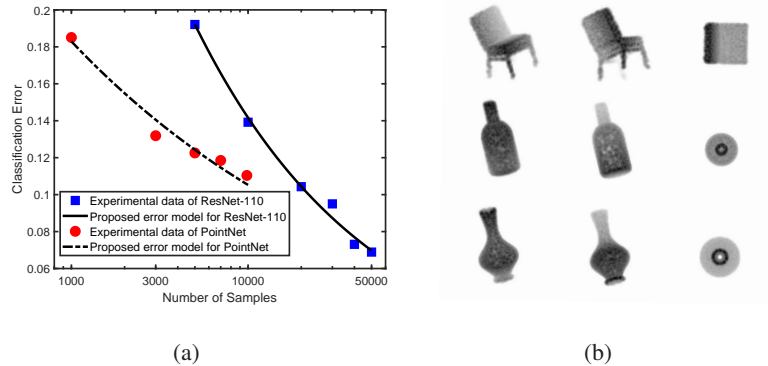 0.2
0.18
0.16
0.14
0.12
0.1
0.08
0.06
Classification Error
Experimental data of ResNet-110
Proposed error model for ResNet-110
Experimental data of PointNet
Proposed error model for PointNet
1000 3000 10000 50000
Number of Samples
(a) (b)